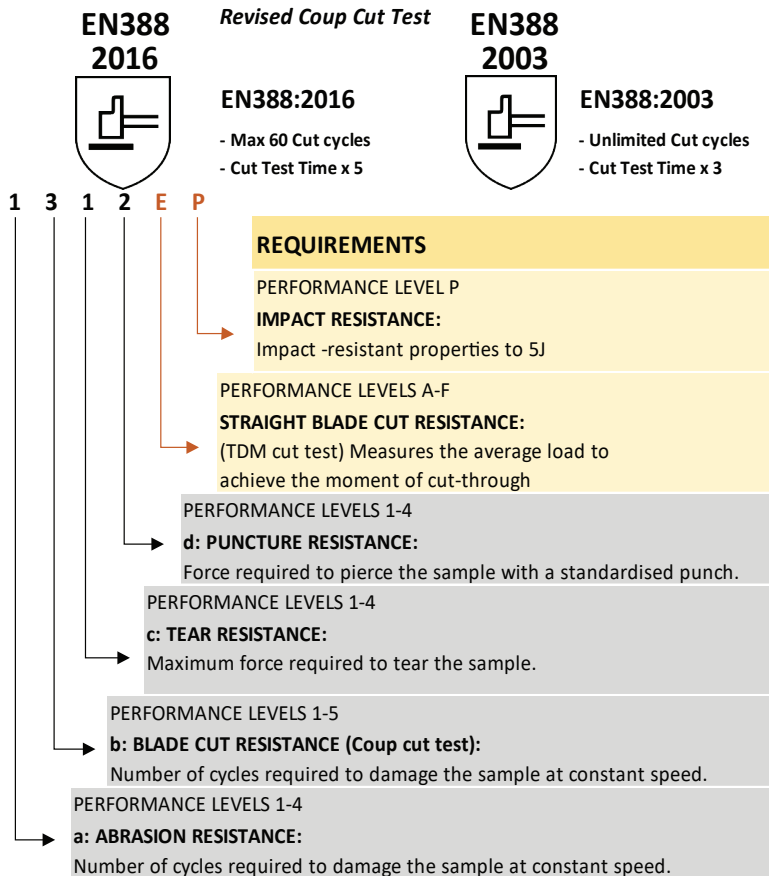 EN388
2016
Revised Coup Cut Test
EN388
2003
EN388:2016
- Max 60 Cut cycles
- Cut Test Time x 5
EN388:2003
- Unlimited Cut cycles
- Cut Test Time x 3
1 3 1 2 E P
REQUIREMENTS
PERFORMANCE LEVEL P
IMPACT RESISTANCE:
Impact -resistant properties to 5J
PERFORMANCE LEVELS A-F
STRAIGHT BLADE CUT RESISTANCE:
(TDM cut test) Measures the average load to
achieve the moment of cut-through
PERFORMANCE LEVELS 1-4
d: PUNCTURE RESISTANCE:
Force required to pierce the sample with a standardised punch.
PERFORMANCE LEVELS 1-4
c: TEAR RESISTANCE:
Maximum force required to tear the sample.
PERFORMANCE LEVELS 1-5
b: BLADE CUT RESISTANCE (Coup cut test):
Number of cycles required to damage the sample at constant speed.
PERFORMANCE LEVELS 1-4
a: ABRASION RESISTANCE:
Number of cycles required to damage the sample at constant speed.